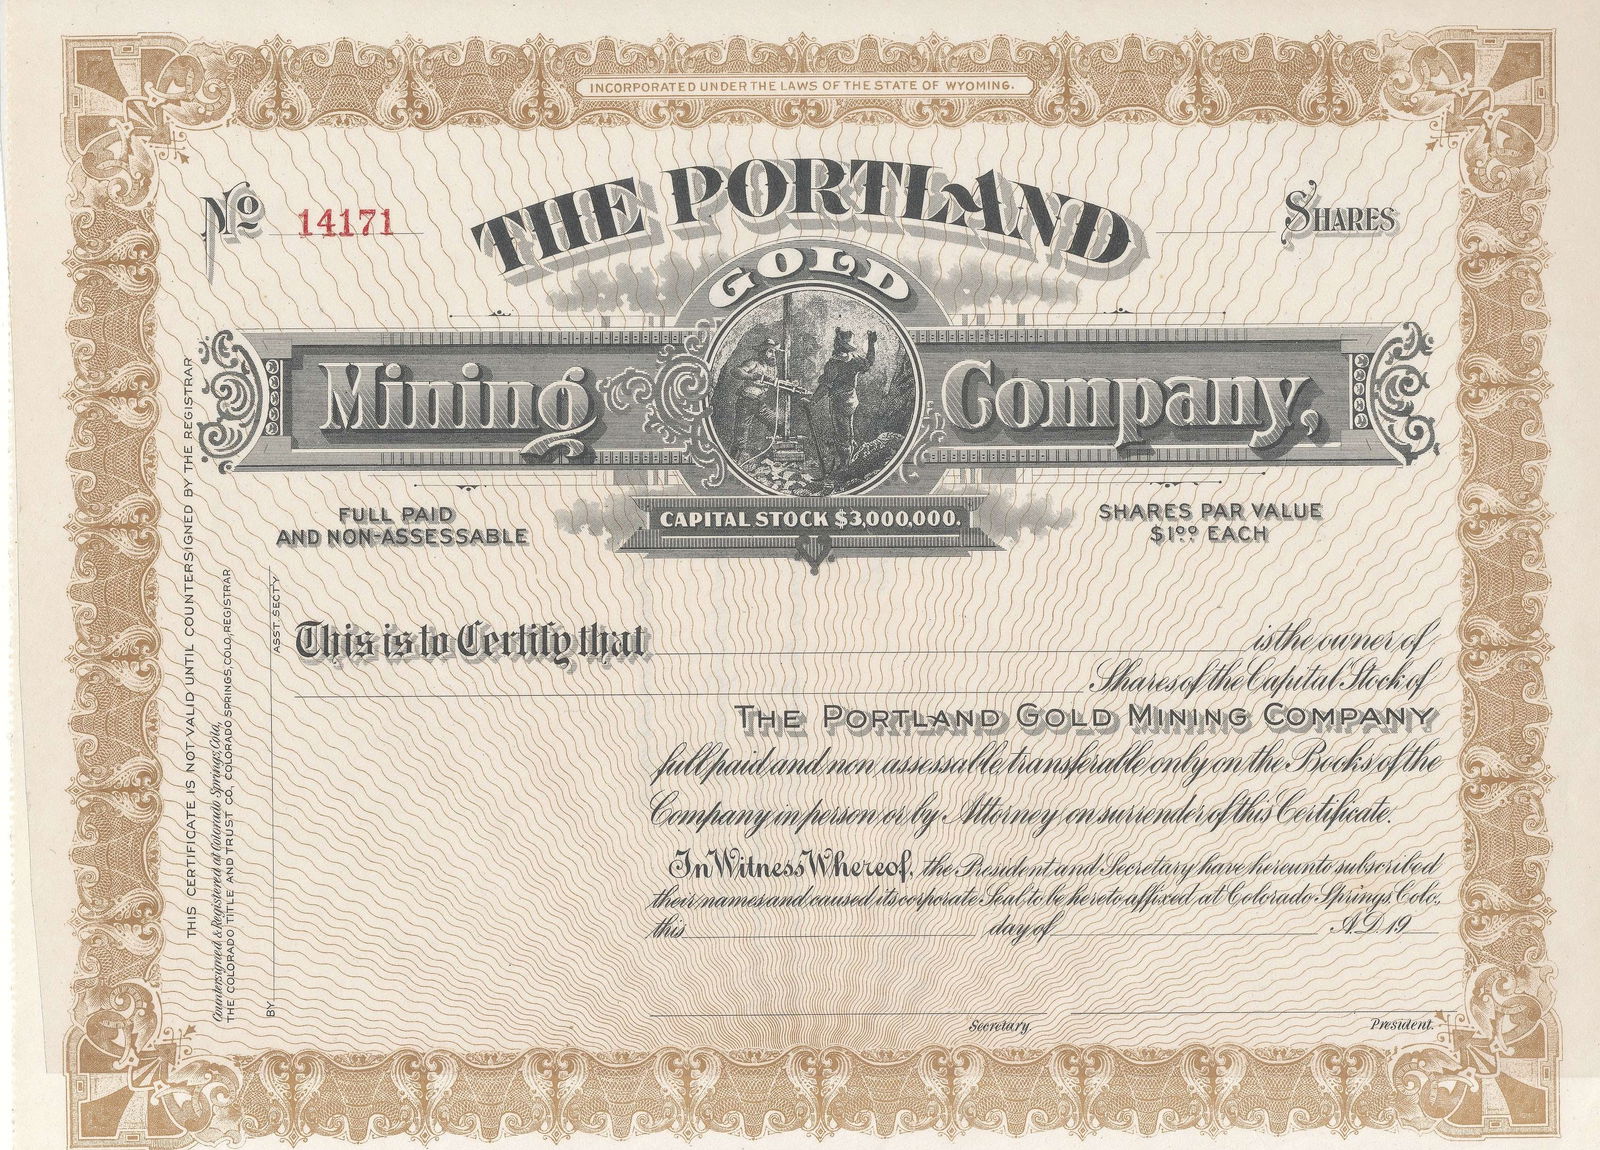 INCORPORATED UNDER THE LAWS OF THE STATE OF WYOMING.
No 14171
THE PORTLAND
SHARES
GOLD
Mining Company,
FULL PAID
AND NON-ASSESSABLE
CAPITAL STOCK $3,000,000.
SHARES PAR VALUE
$1.00 EACH
This is to Certify that is the owner of
Shares of the Capital Stock of
THE PORTLAND GOLD MINING COMPANY
full paid and non assessable, transferable only on the Books of the
Company in person or by Attorney on surrender of this Certificate.
In Witness Whereof, the President and Secretary have hereunto subscribed
their names and caused its corporate Seal to be hereto affixed at Colorado Springs, Colo.,
this day of A.D. 19
Secretary. President.
THIS CERTIFICATE IS NOT VALID UNTIL COUNTERSIGNED BY THE REGISTRAR
Countersigned & Registered at Colorado Springs, Colo,
THE COLORADO TITLE AND TRUST CO, COLORADO SPRINGS, COLO, REGISTRAR
BY ASST. SECTY